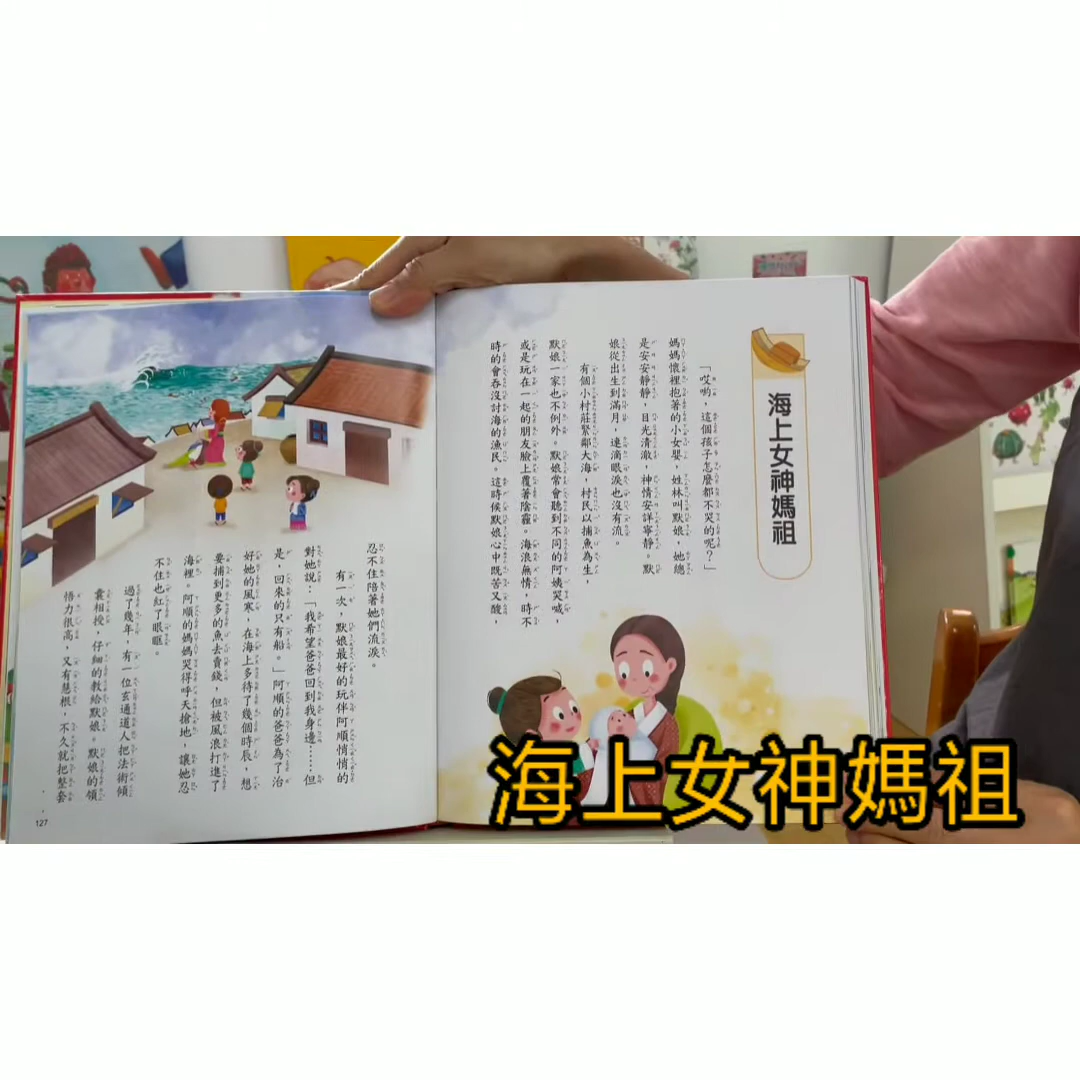 海上女神媽祖
「哎喲，這個孩子怎麼都不哭的呢？」
媽媽懷裡抱著的小女嬰，姓林叫默娘，她總
是安安靜靜，目光清澈，神情安詳寧靜。默
娘從出生到滿月，連滴眼淚也沒有流。
有個小村莊緊鄰大海，村民以捕魚為生，
默娘一家也不例外。默娘常會聽到不同的阿姨哭喊，
或是玩在一起的朋友臉上覆著陰霾。海浪無情，時不
時的會吞沒討海的漁民。這時候默娘心中既苦又酸，
忍不住陪著她們流淚。
有一次，默娘最好的玩伴阿順悄悄的
對她說：「我希望爸爸回到我身邊……但
是，回來的只有船。」阿順的爸爸為了治
好她的風寒，在海上多待了幾個時辰，想
要捕到更多的魚去賣錢，但被風浪打進了
海裡。阿順的媽媽哭得呼天搶地，讓她忍
不住也紅了眼眶。
過了幾年，有一位玄通道人把法術傾
囊相授，仔細的教給默娘。默娘的領
悟力很高，又有慧根，不久就把整套
127
海上女神媽祖